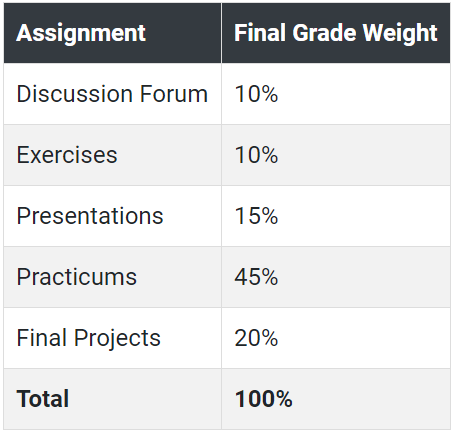 Assignment Final Grade Weight
Discussion Forum 10%
Exercises 10%
Presentations 15%
Practicums 45%
Final Projects 20%
Total 100%